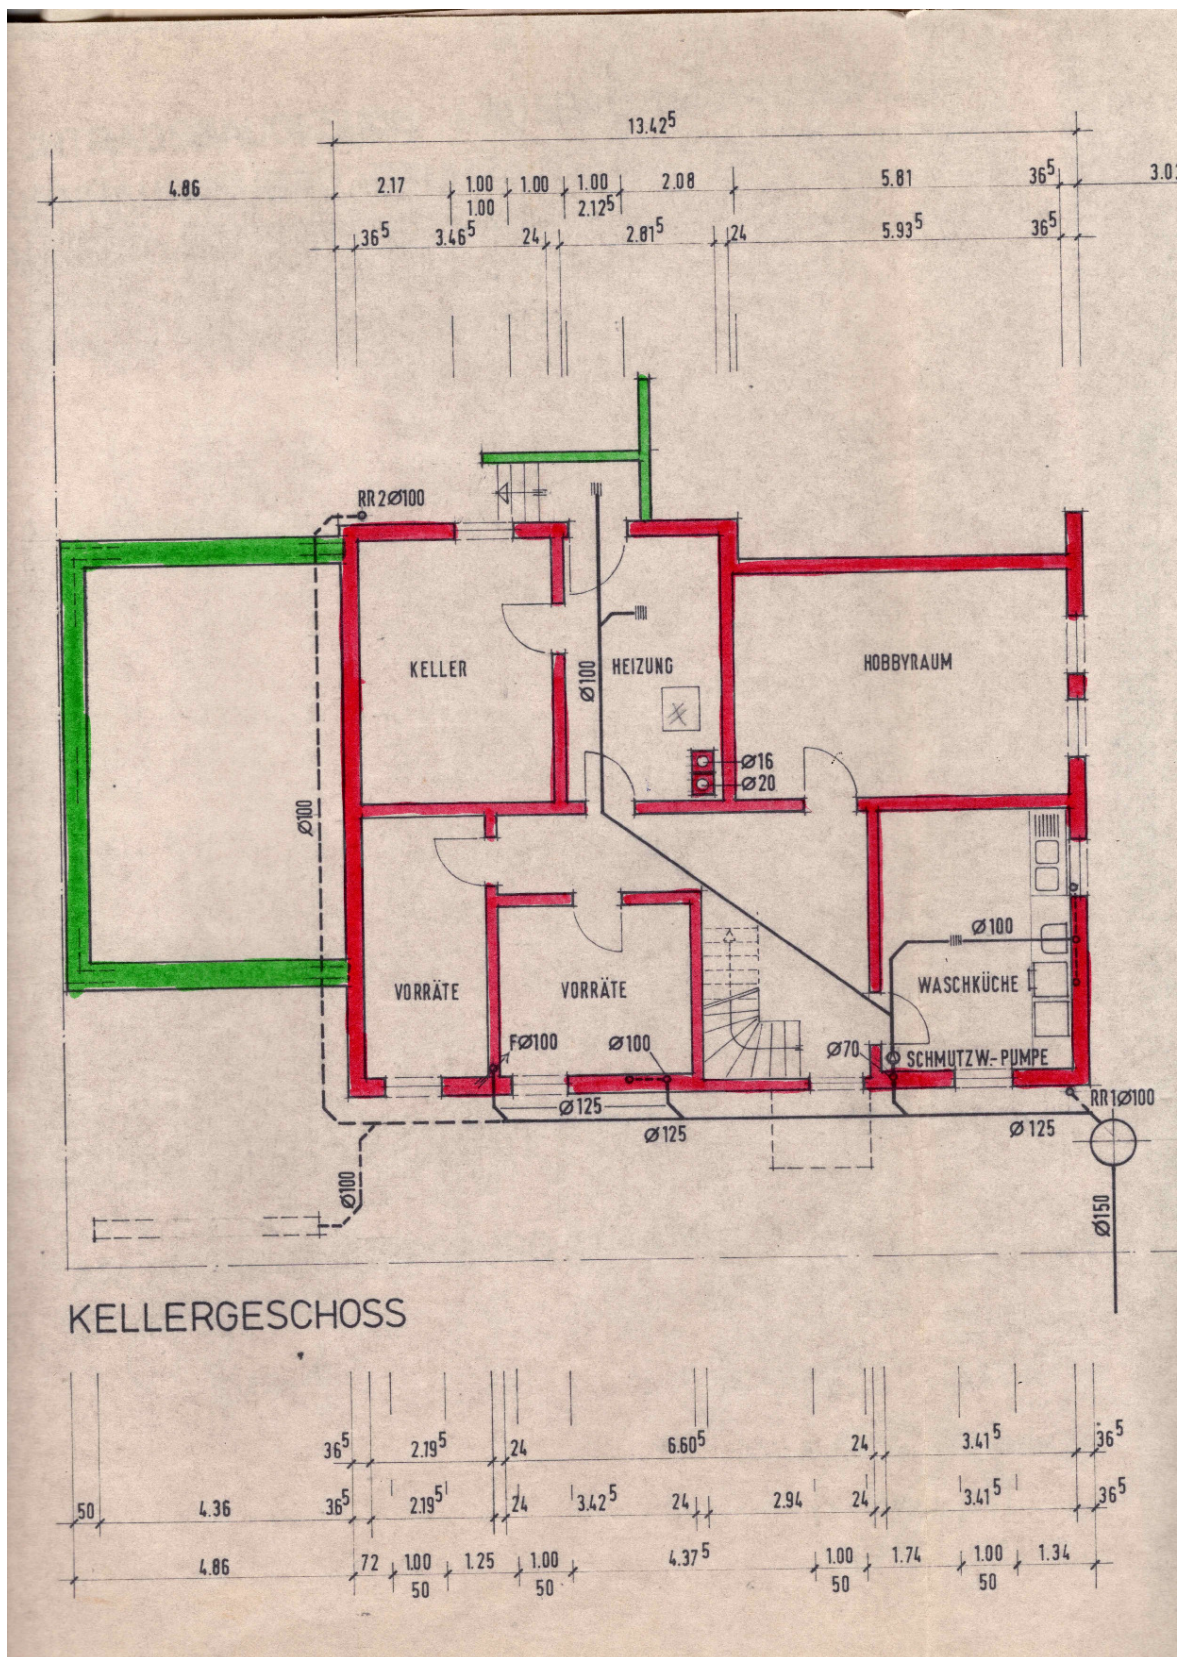 13.42⁵
4.86 2.17 1.00 1.00 1.00 2.08 5.81 36⁵
1.00 2.12⁵
36⁵ 3.46⁵ 24 2.81⁵ 24 5.93⁵ 36⁵
RR2Ø100
KELLER
Ø100
HEIZUNG
HOBBYRAUM
Ø16
Ø20
Ø100
Ø100
VORRÄTE
VORRÄTE
WASCHKÜCHE
FØ100
Ø100
Ø70
SCHMUTZW.-PUMPE
Ø125
RR1Ø100
Ø125
Ø125
Ø100
Ø150
KELLERGESCHOSS
36⁵ 2.19⁵ 24 6.60⁵ 24 3.41⁵ 36⁵
50 4.36 36⁵ 2.19⁵ 24 3.42⁵ 24 2.94 24 3.41⁵ 36⁵
4.86 72 1.00 1.25 1.00 4.37⁵ 1.00 1.74 1.00 1.34
50 50 50 50